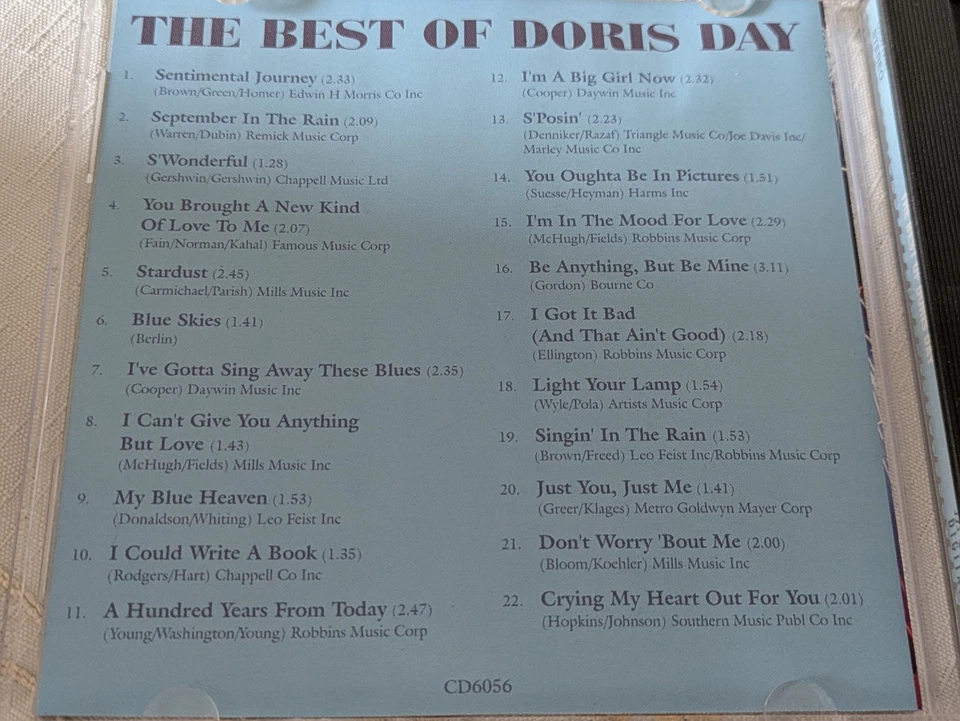 THE BEST OF DORIS DAY
1. Sentimental Journey (2.33)
(Brown/Green/Homer) Edwin H Morris Co Inc
2. September In The Rain (2.09)
(Warren/Dubin) Remick Music Corp
3. S'Wonderful (1.28)
(Gershwin/Gershwin) Chappell Music Ltd
4. You Brought A New Kind
Of Love To Me (2.07)
(Fain/Norman/Kahal) Famous Music Corp
5. Stardust (2.45)
(Carmichael/Parish) Mills Music Inc
6. Blue Skies (1.41)
(Berlin)
7. I've Gotta Sing Away These Blues (2.35)
(Cooper) Daywin Music Inc
8. I Can't Give You Anything
But Love (1.43)
(McHugh/Fields) Mills Music Inc
9. My Blue Heaven (1.53)
(Donaldson/Whiting) Leo Feist Inc
10. I Could Write A Book (1.35)
(Rodgers/Hart) Chappell Co Inc
11. A Hundred Years From Today (2.47)
(Young/Washington/Young) Robbins Music Corp
12. I'm A Big Girl Now (2.32)
(Cooper) Daywin Music Inc
13. S'Posin' (2.23)
(Denniker/Razaf) Triangle Music Co/Joe Davis Inc/
Marley Music Co Inc
14. You Oughta Be In Pictures (1.51)
(Suesse/Heyman) Harms Inc
15. I'm In The Mood For Love (2.29)
(McHugh/Fields) Robbins Music Corp
16. Be Anything, But Be Mine (3.11)
(Gordon) Bourne Co
17. I Got It Bad
(And That Ain't Good) (2.18)
(Ellington) Robbins Music Corp
18. Light Your Lamp (1.54)
(Wyle/Pola) Artists Music Corp
19. Singin' In The Rain (1.53)
(Brown/Freed) Leo Feist Inc/Robbins Music Corp
20. Just You, Just Me (1.41)
(Greer/Klages) Metro Goldwyn Mayer Corp
21. Don't Worry 'Bout Me (2.00)
(Bloom/Koehler) Mills Music Inc
22. Crying My Heart Out For You (2.01)
(Hopkins/Johnson) Southern Music Publ Co Inc
CD6056